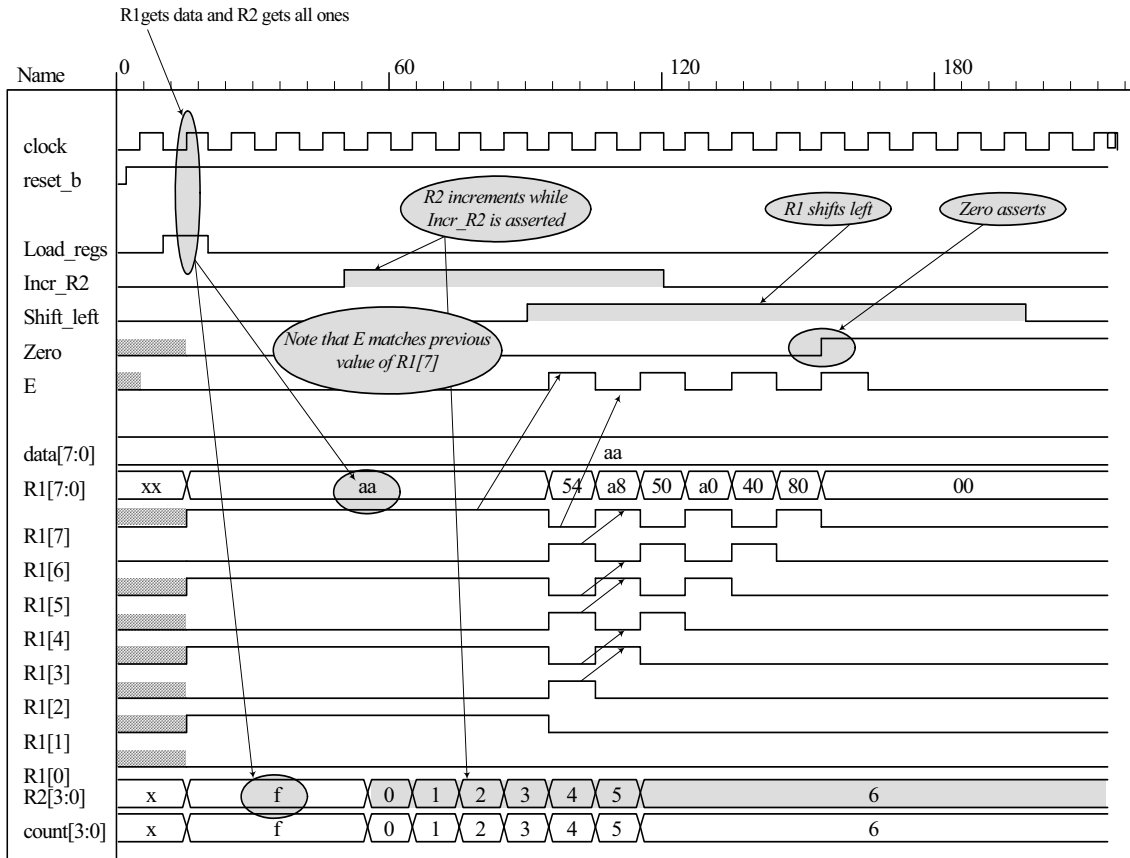 R1gets data and R2 gets all ones
Name 0 60 120 180
clock
reset_b
R2 increments while
Incr_R2 is asserted
R1 shifts left
Zero asserts
Load_regs
Incr_R2
Shift_left
Note that E matches previous
value of R1[7]
Zero
E
data[7:0] aa
R1[7:0] xx aa 54 a8 50 a0 40 80 00
R1[7]
R1[6]
R1[5]
R1[4]
R1[3]
R1[2]
R1[1]
R1[0]
R2[3:0] x f 0 1 2 3 4 5 6
count[3:0] x f 0 1 2 3 4 5 6